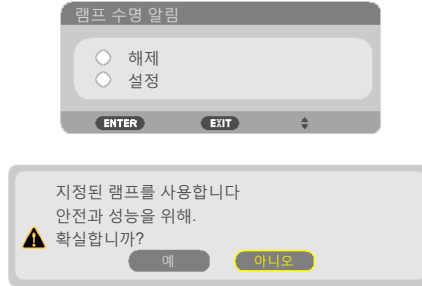 램프 수명 알림
해제
설정
ENTER EXIT
지정된 램프를 사용합니다
안전과 성능을 위해.
확실합니까?
예 아니오